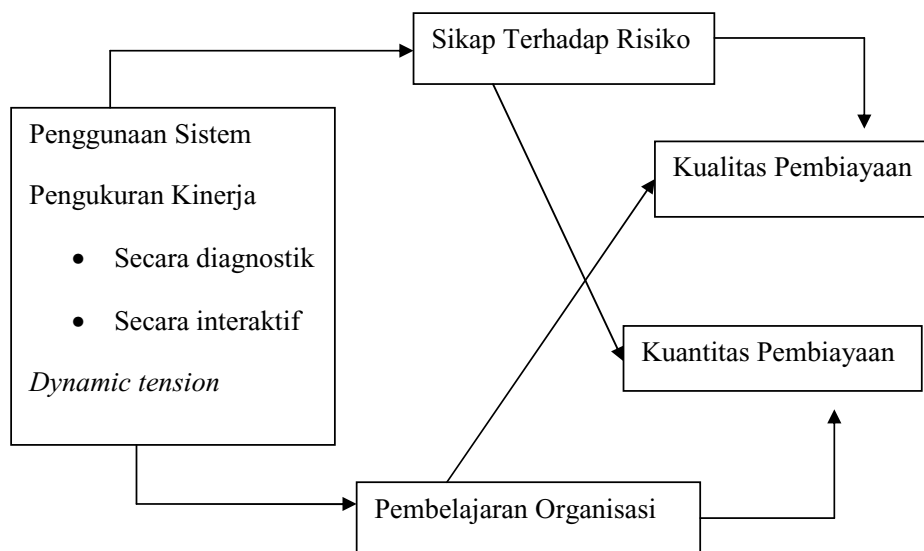 Sikap Terhadap Risiko
Penggunaan Sistem
Pengukuran Kinerja
• Secara diagnostik
• Secara interaktif
Dynamic tension
Kualitas Pembiayaan
Kuantitas Pembiayaan
Pembelajaran Organisasi